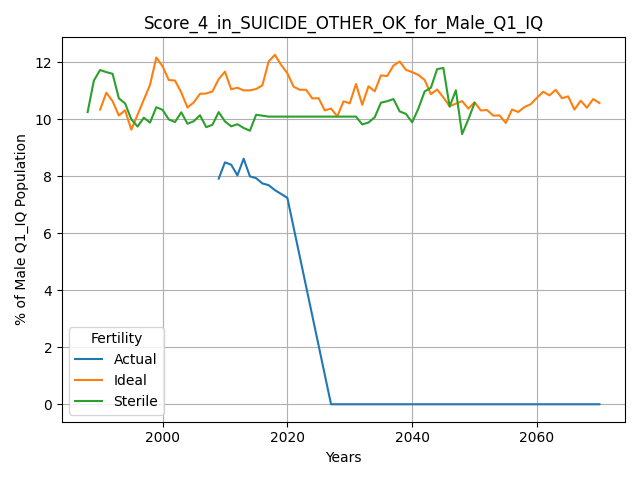 Score_4_in_SUICIDE_OTHER_OK_for_Male_Q1_IQ
% of Male Q1_IQ Population
12
10
8
6
4
2
0
Fertility
Actual
Ideal
Sterile
2000 2020 2040 2060
Years